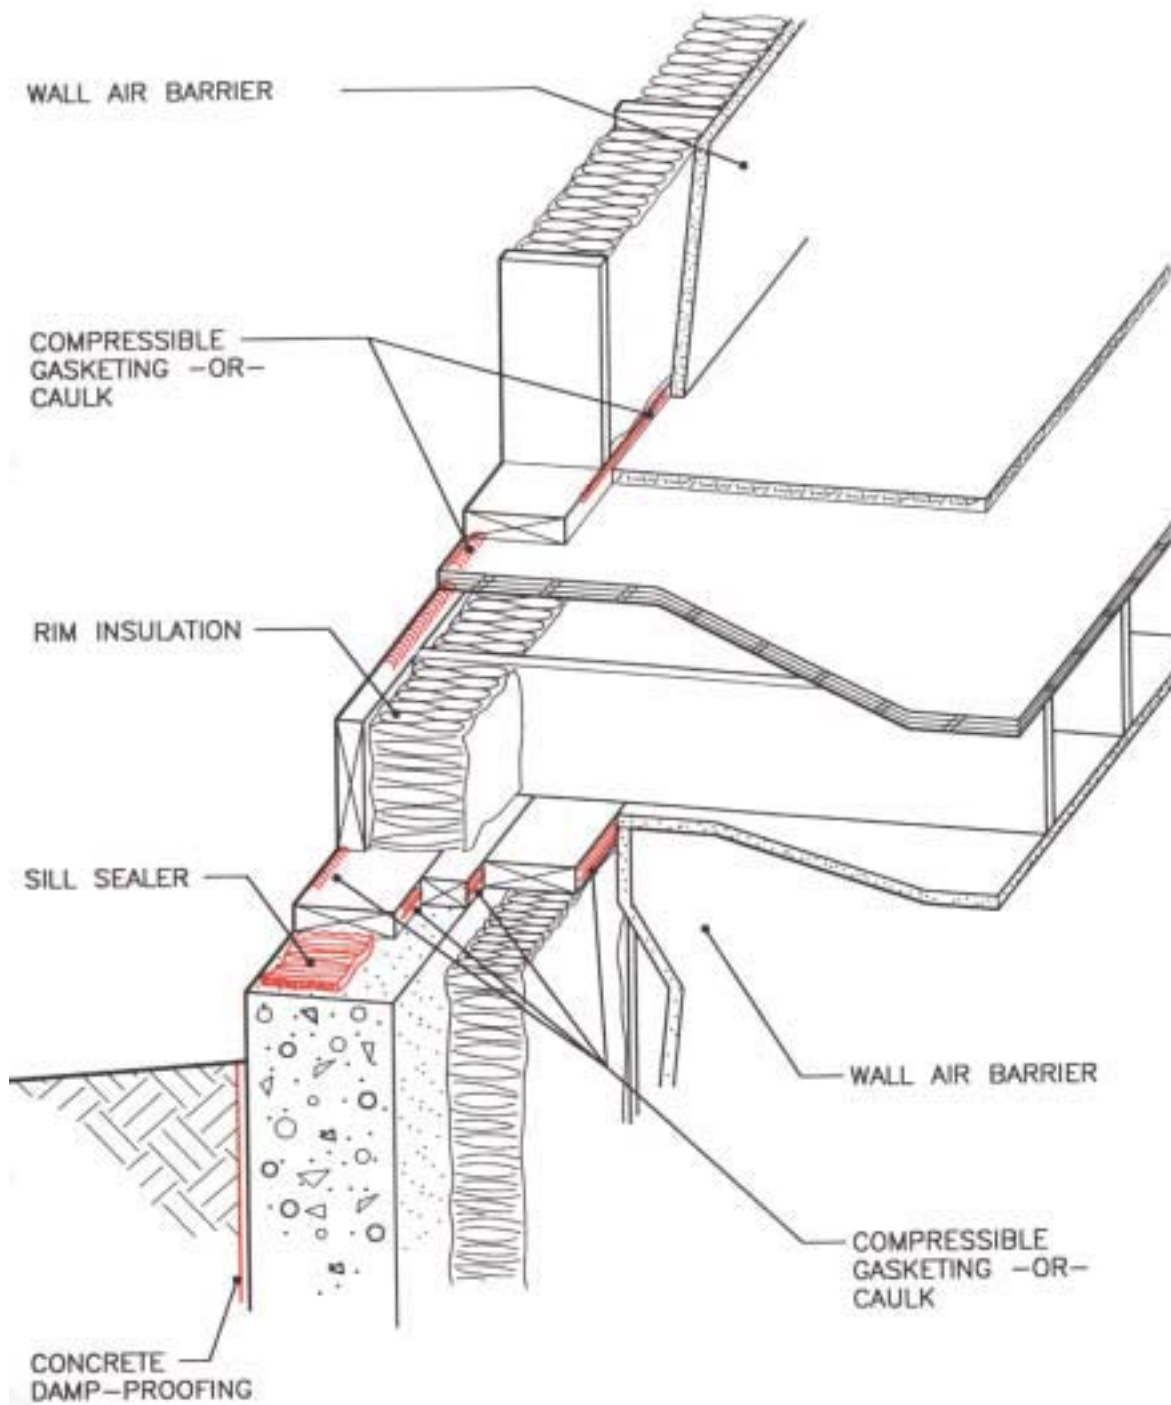 WALL AIR BARRIER
COMPRESSIBLE
GASKETING -OR-
CAULK
RIM INSULATION
SILL SEALER
WALL AIR BARRIER
COMPRESSIBLE
GASKETING -OR-
CAULK
CONCRETE
DAMP-PROOFING